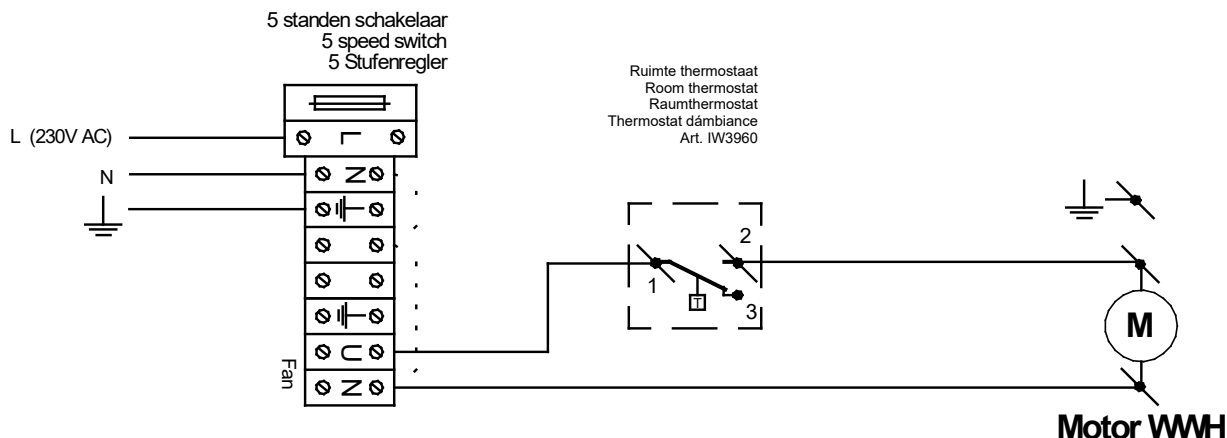 5 standen schakelaar
5 speed switch
5 Stufenregler
Ruimte thermostaat
Room thermostat
Raumthermostat
Thermostat dámbiance
Art. IW3960
L (230V AC)
L
N
N
2
1
T
3
M
U
Fan
N
Motor WWH